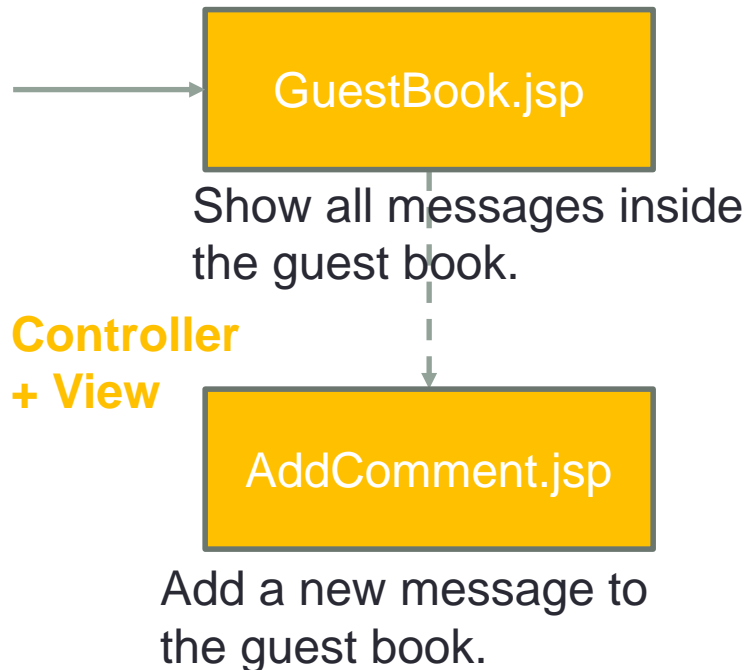 GuestBook.jsp
Show all messages inside
the guest book.
Controller
+ View
AddComment.jsp
Add a new message to
the guest book.